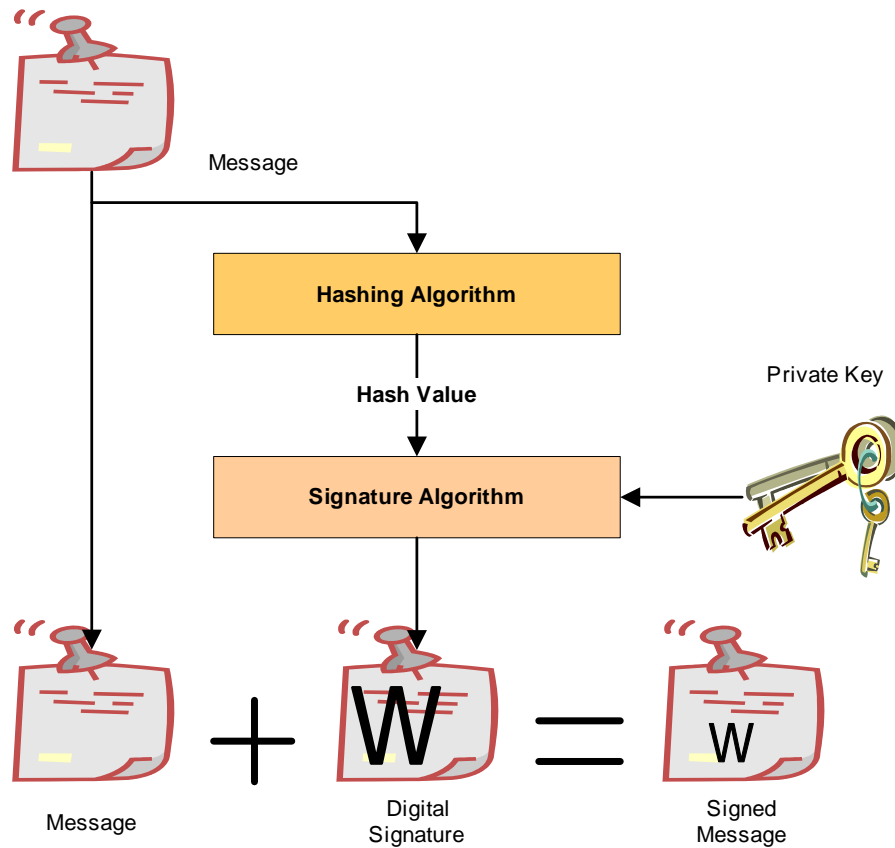 Message
Hashing Algorithm
Hash Value
Private Key
Signature Algorithm
W
W
Message
Digital
Signature
Signed
Message